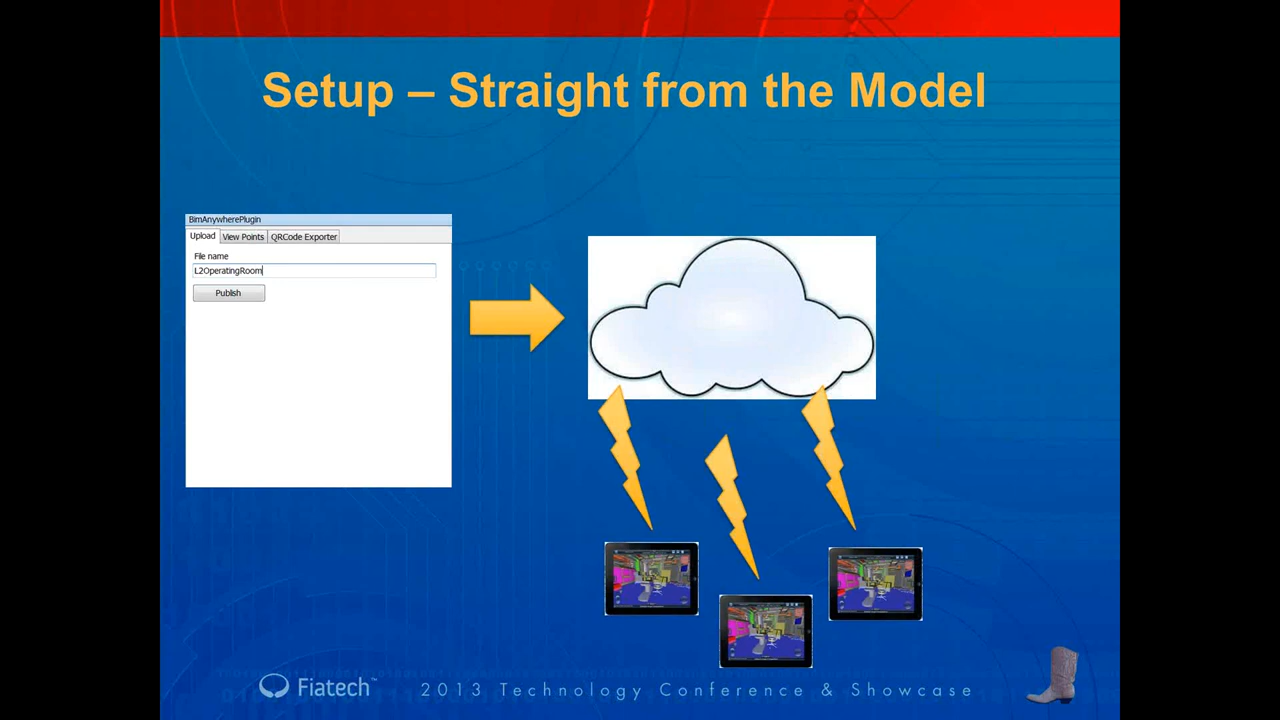 Setup – Straight from the Model
BimAnywherePlugin
Upload View Points QRCode Exporter
File name
L2OperatingRoom
Publish
Fiatech™ 2013 Technology Conference & Showcase